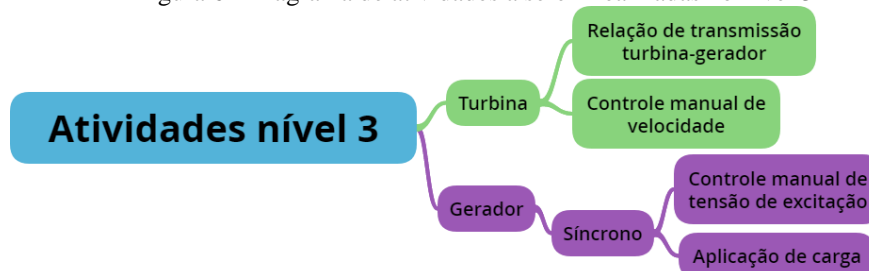 Relação de transmissão
turbina-gerador
Turbina
Controle manual de
velocidade
Atividades nível 3
Controle manual de
tensão de excitação
Gerador
Síncrono
Aplicação de carga